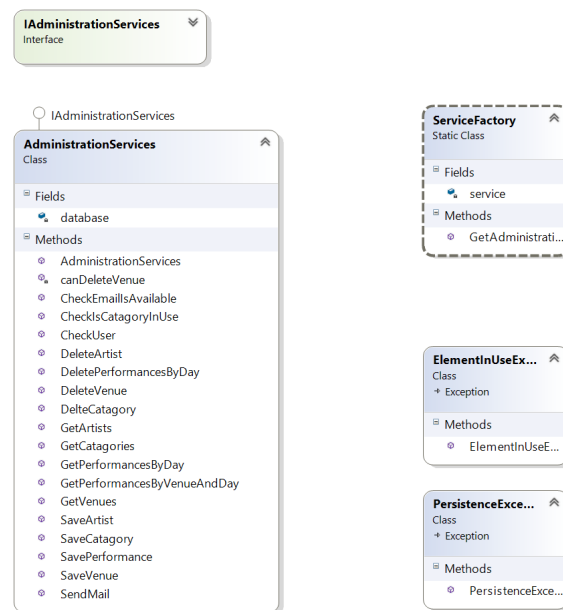 IAdministrationServices
Interface
IAdministrationServices
AdministrationServices
Class
Fields
database
Methods
AdministrationServices
canDeleteVenue
CheckEmailIsAvailable
CheckIsCatagoryInUse
CheckUser
DeleteArtist
DeletePerformancesByDay
DeleteVenue
DelteCatagory
GetArtists
GetCatagories
GetPerformancesByDay
GetPerformancesByVenueAndDay
GetVenues
SaveArtist
SaveCatagory
SavePerformance
SaveVenue
SendMail
ServiceFactory
Static Class
Fields
service
Methods
GetAdministrati...
ElementInUseEx...
Class
Exception
Methods
ElementInUseE...
PersistenceExce...
Class
Exception
Methods
PersistenceExce...